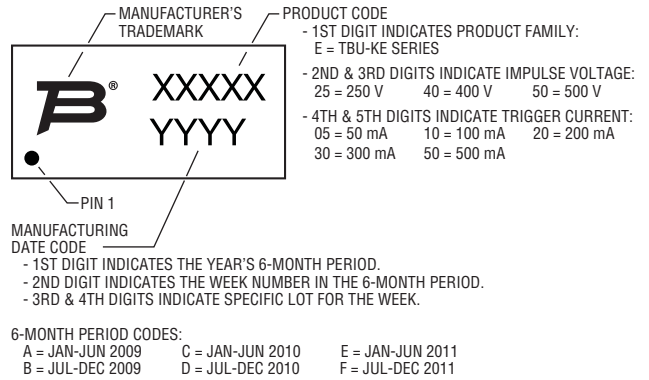 MANUFACTURER'S
TRADEMARK
PRODUCT CODE
- 1ST DIGIT INDICATES PRODUCT FAMILY:
E = TBU-KE SERIES
- 2ND & 3RD DIGITS INDICATE IMPULSE VOLTAGE:
25 = 250 V 40 = 400 V 50 = 500 V
- 4TH & 5TH DIGITS INDICATE TRIGGER CURRENT:
05 = 50 mA 10 = 100 mA 20 = 200 mA
30 = 300 mA 50 = 500 mA
B®
XXXXX
YYYY
PIN 1
MANUFACTURING
DATE CODE
- 1ST DIGIT INDICATES THE YEAR'S 6-MONTH PERIOD.
- 2ND DIGIT INDICATES THE WEEK NUMBER IN THE 6-MONTH PERIOD.
- 3RD & 4TH DIGITS INDICATE SPECIFIC LOT FOR THE WEEK.
6-MONTH PERIOD CODES:
A = JAN-JUN 2009 C = JAN-JUN 2010 E = JAN-JUN 2011
B = JUL-DEC 2009 D = JUL-DEC 2010 F = JUL-DEC 2011